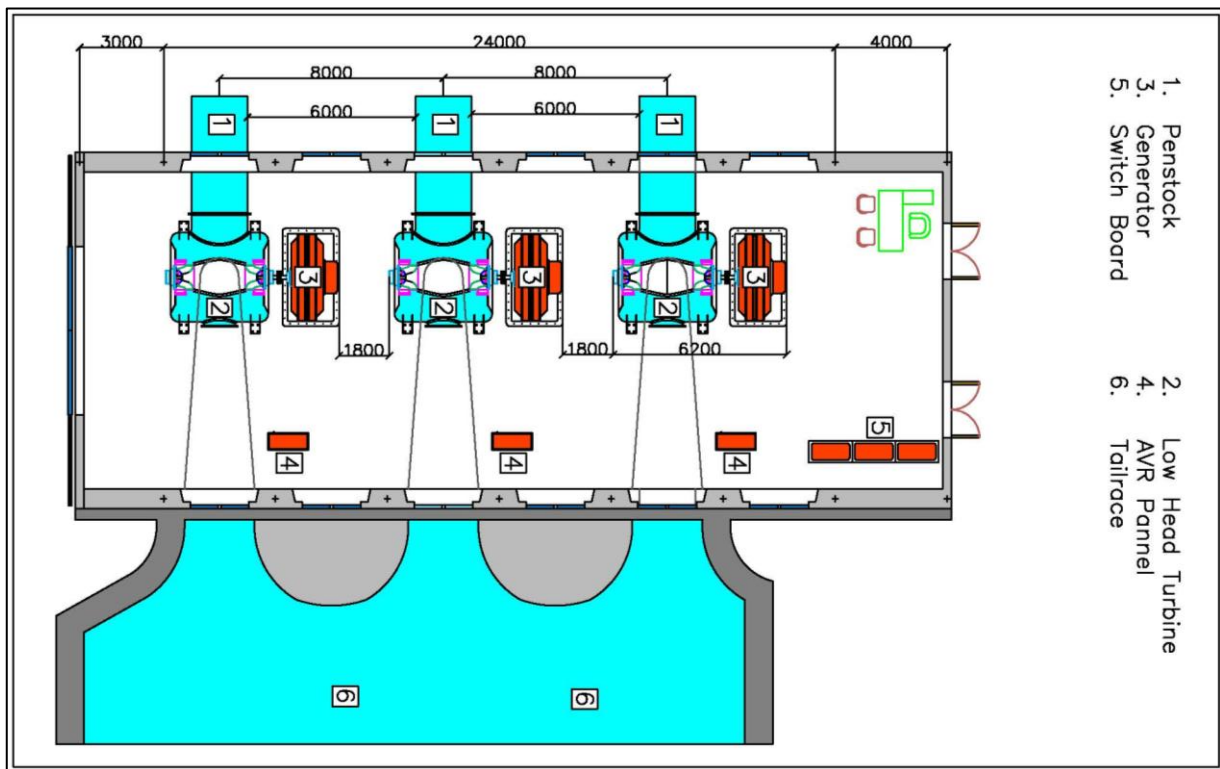 3000 24000 4000
8000 8000
6000 6000
1 1 1
3 3 3
2 2 2
1800 1800 6200
5
4 4 4
6 6
1. Penstock 2. Low Head Turbine
3. Generator 4. AVR Pannel
5. Switch Board 6. Tailrace